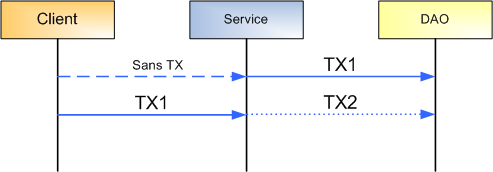 Client
Service
DAO
Sans TX
TX1
TX1
TX2